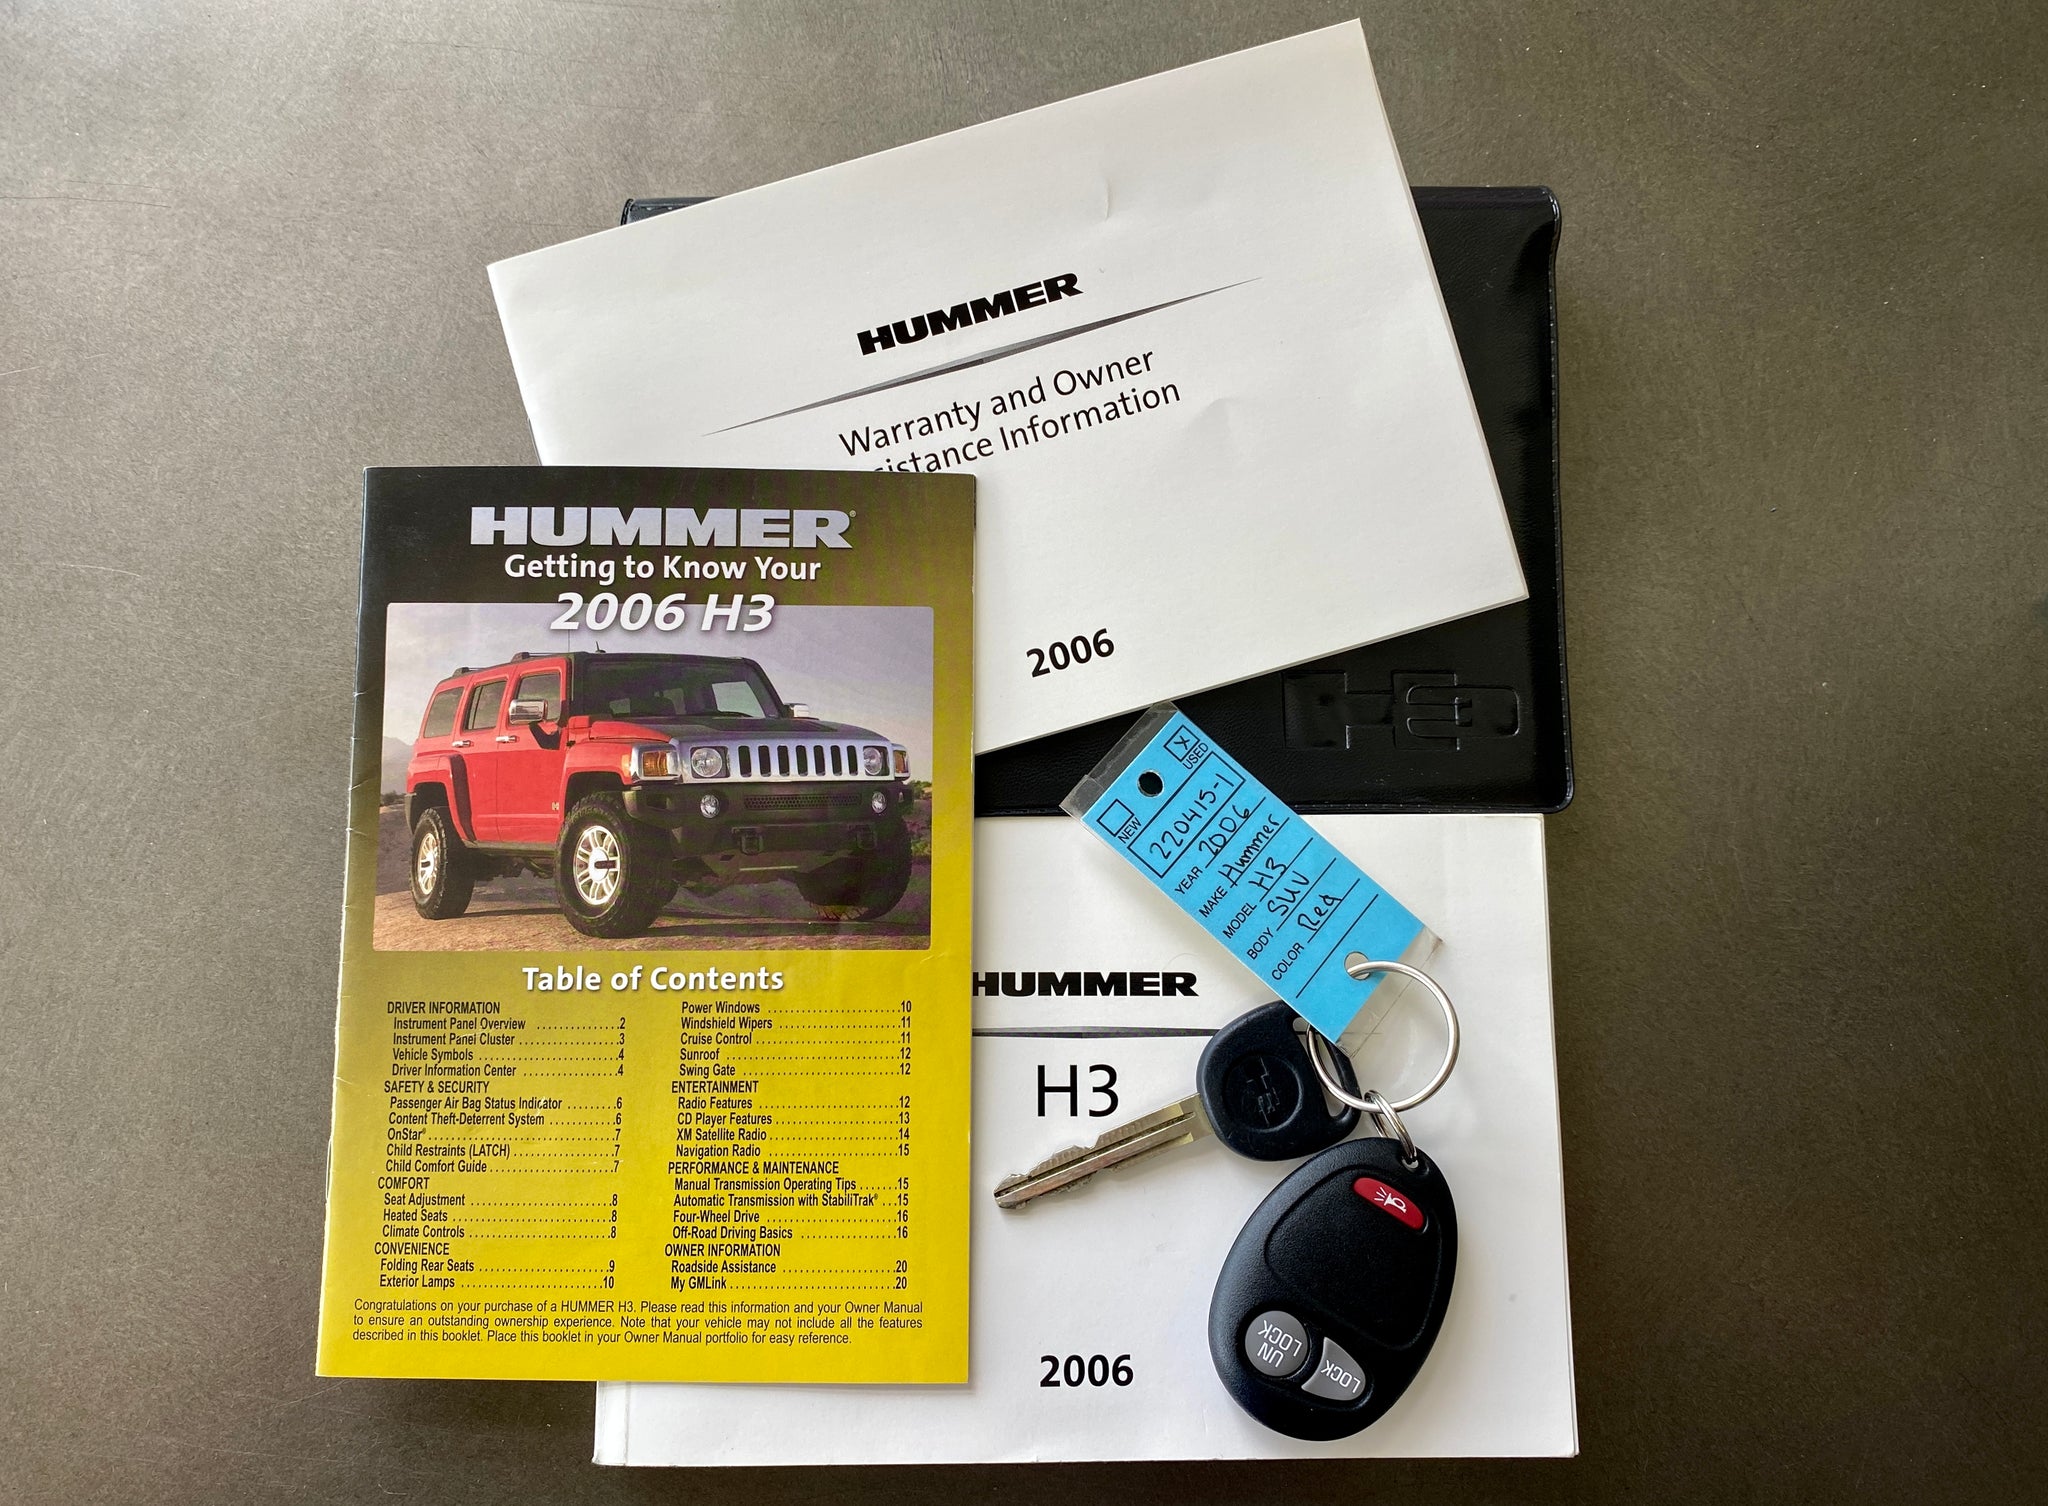 HUMMER
Warranty and Owner
sistance Information
2006
HUMMER®
Getting to Know Your
2006 H3
Table of Contents
DRIVER INFORMATION
Instrument Panel Overview ...............2
Instrument Panel Cluster ...................3
Vehicle Symbols ..........................4
Driver Information Center ..................4
SAFETY & SECURITY
Passenger Air Bag Status Indicator .........6
Content Theft-Deterrent System ............6
OnStar® ..................................7
Child Restraints (LATCH) ...................7
Child Comfort Guide .......................7
COMFORT
Seat Adjustment .........................8
Heated Seats ............................8
Climate Controls .........................8
CONVENIENCE
Folding Rear Seats .......................9
Exterior Lamps ..........................10
Power Windows .........................10
Windshield Wipers ......................11
Cruise Control ...........................11
Sunroof ................................12
Swing Gate .............................12
ENTERTAINMENT
Radio Features ..........................12
CD Player Features ......................13
XM Satellite Radio .......................14
Navigation Radio ........................15
PERFORMANCE & MAINTENANCE
Manual Transmission Operating Tips .......15
Automatic Transmission with StabiliTrak® ...15
Four-Wheel Drive ........................16
Off-Road Driving Basics ..................16
OWNER INFORMATION
Roadside Assistance .....................20
My GMLink ..............................20
Congratulations on your purchase of a HUMMER H3. Please read this information and your Owner Manual
to ensure an outstanding ownership experience. Note that your vehicle may not include all the features
described in this booklet. Place this booklet in your Owner Manual portfolio for easy reference.
H3
NEW
X USED
220415-1
YEAR 2006
MAKE Hummer
MODEL H3
BODY SUV
COLOR Red
HUMMER
H3
2006
UN
LOCK
LOCK